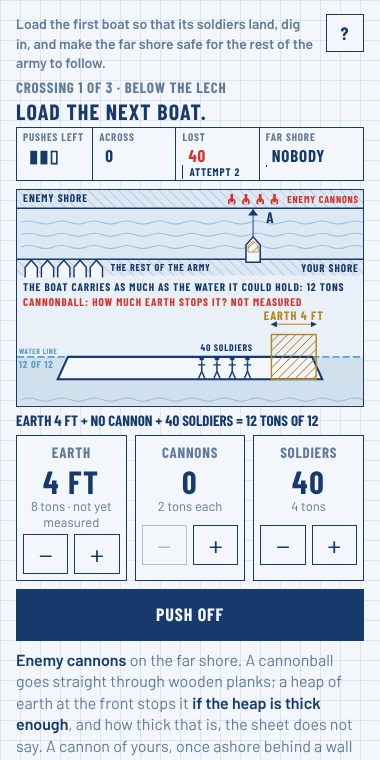 Load the first boat so that its soldiers land, dig
in, and make the far shore safe for the rest of the
army to follow.
?
CROSSING 1 OF 3 · BELOW THE LECH
LOAD THE NEXT BOAT.
PUSHES LEFT
ACROSS
0
LOST
40
ATTEMPT 2
FAR SHORE
NOBODY
ENEMY SHORE
ENEMY CANNONS
A
THE REST OF THE ARMY
YOUR SHORE
THE BOAT CARRIES AS MUCH AS THE WATER IT COULD HOLD: 12 TONS
CANNONBALL: HOW MUCH EARTH STOPS IT? NOT MEASURED
EARTH 4 FT
40 SOLDIERS
WATER LINE
12 OF 12
EARTH 4 FT + NO CANNON + 40 SOLDIERS = 12 TONS OF 12
EARTH
4 FT
8 tons · not yet
measured
− +
CANNONS
0
2 tons each
− +
SOLDIERS
40
4 tons
− +
PUSH OFF
Enemy cannons on the far shore. A cannonball
goes straight through wooden planks; a heap of
earth at the front stops it if the heap is thick
enough, and how thick that is, the sheet does not
say. A cannon of yours, once ashore behind a wall